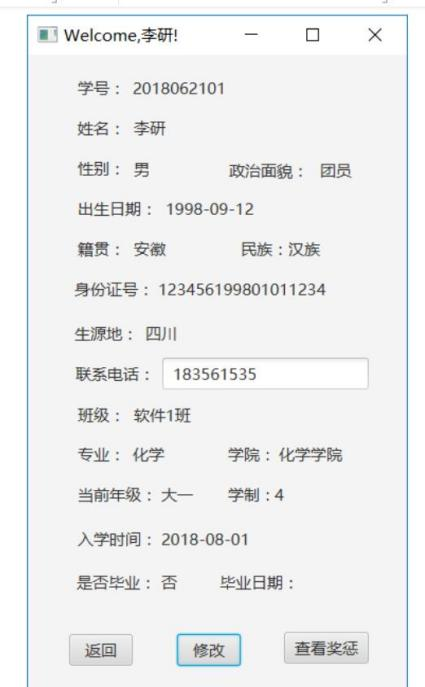 Welcome,李研!
学号： 2018062101
姓名： 李研
性别： 男 政治面貌： 团员
出生日期： 1998-09-12
籍贯： 安徽 民族：汉族
身份证号：123456199801011234
生源地： 四川
联系电话： 183561535
班级： 软件1班
专业： 化学 学院：化学学院
当前年级：大一 学制：4
入学时间：2018-08-01
是否毕业： 否 毕业日期：
返回 修改 查看奖惩